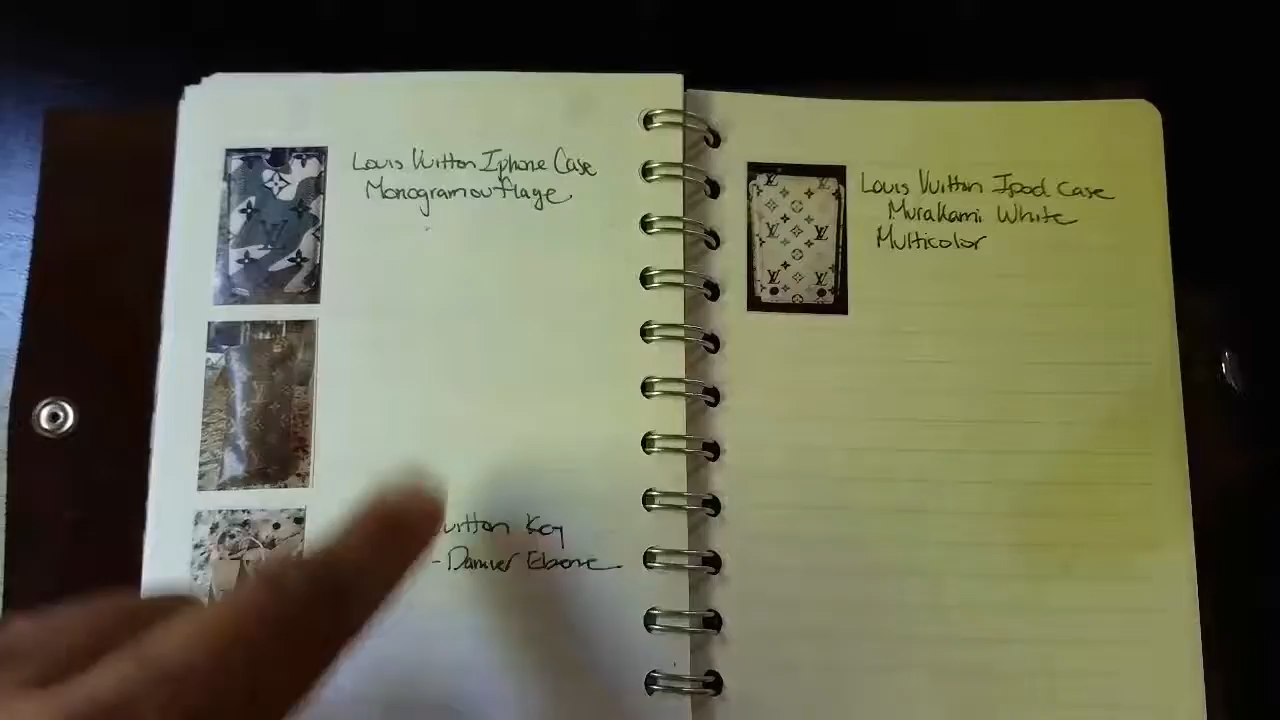 Louis Vuitton Iphone Case
Monogramouflage
uitton Key
- Damier Ebene
Louis Vuitton Ipod Case
Murakami White
Multicolor